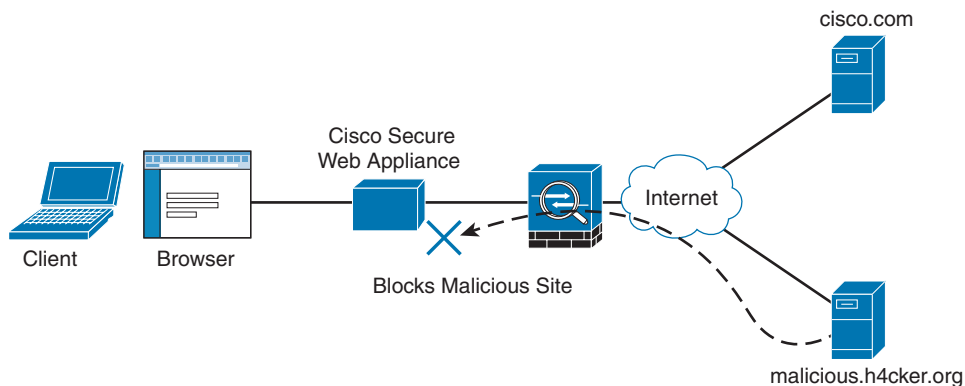 cisco.com
Cisco Secure
Web Appliance
Internet
Client
Browser
Blocks Malicious Site
malicious.h4cker.org